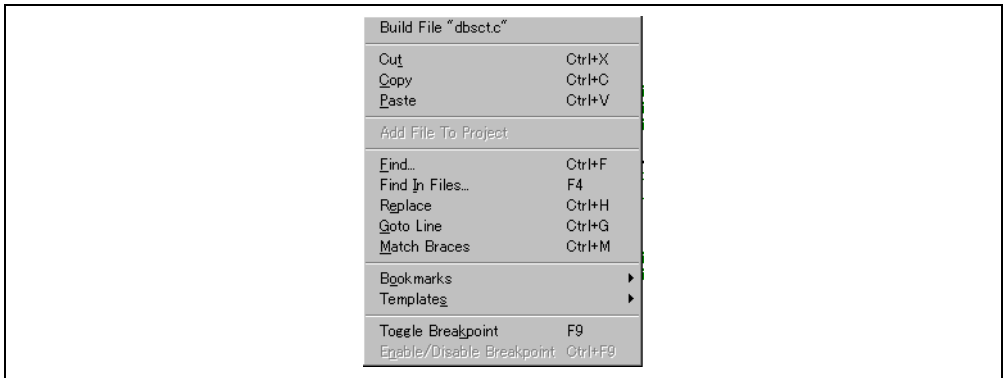 Build File "dbsct.c"
Cut Ctrl+X
Copy Ctrl+C
Paste Ctrl+V
Add File To Project
Find... Ctrl+F
Find In Files... F4
Replace Ctrl+H
Goto Line Ctrl+G
Match Braces Ctrl+M
Bookmarks
Templates
Toggle Breakpoint F9
Enable/Disable Breakpoint Ctrl+F9